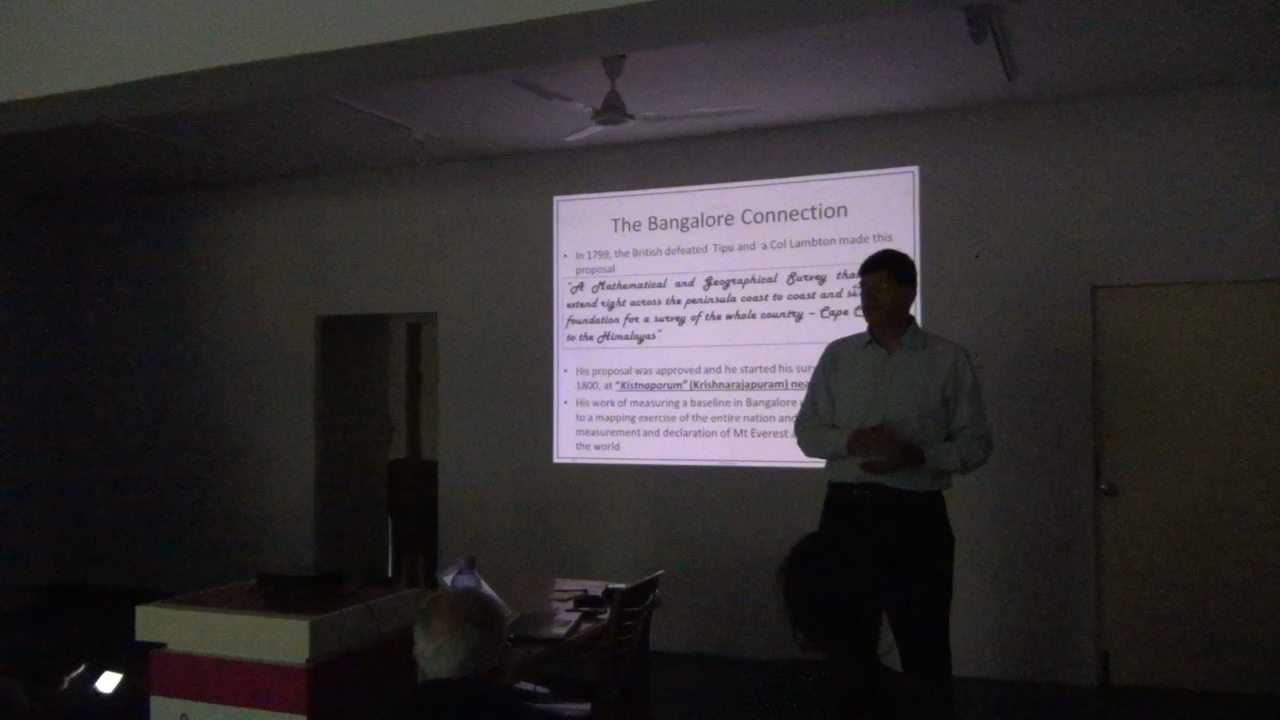 The Bangalore Connection
• In 1799, the British defeated Tipu and a Col Lambton made this
proposal
"A Mathematical and Geographical Survey
extend right across the peninsula coast to coast and
foundation for a survey of the whole country – Cape
to the Himalayas"
• His proposal was approved and he started his
1800, at "Kistnaporum" (Krishnarajapuram)
• His work of measuring a baseline in Bangalore
to a mapping exercise of the entire nation and
measurement and declaration of Mt Everest
the world